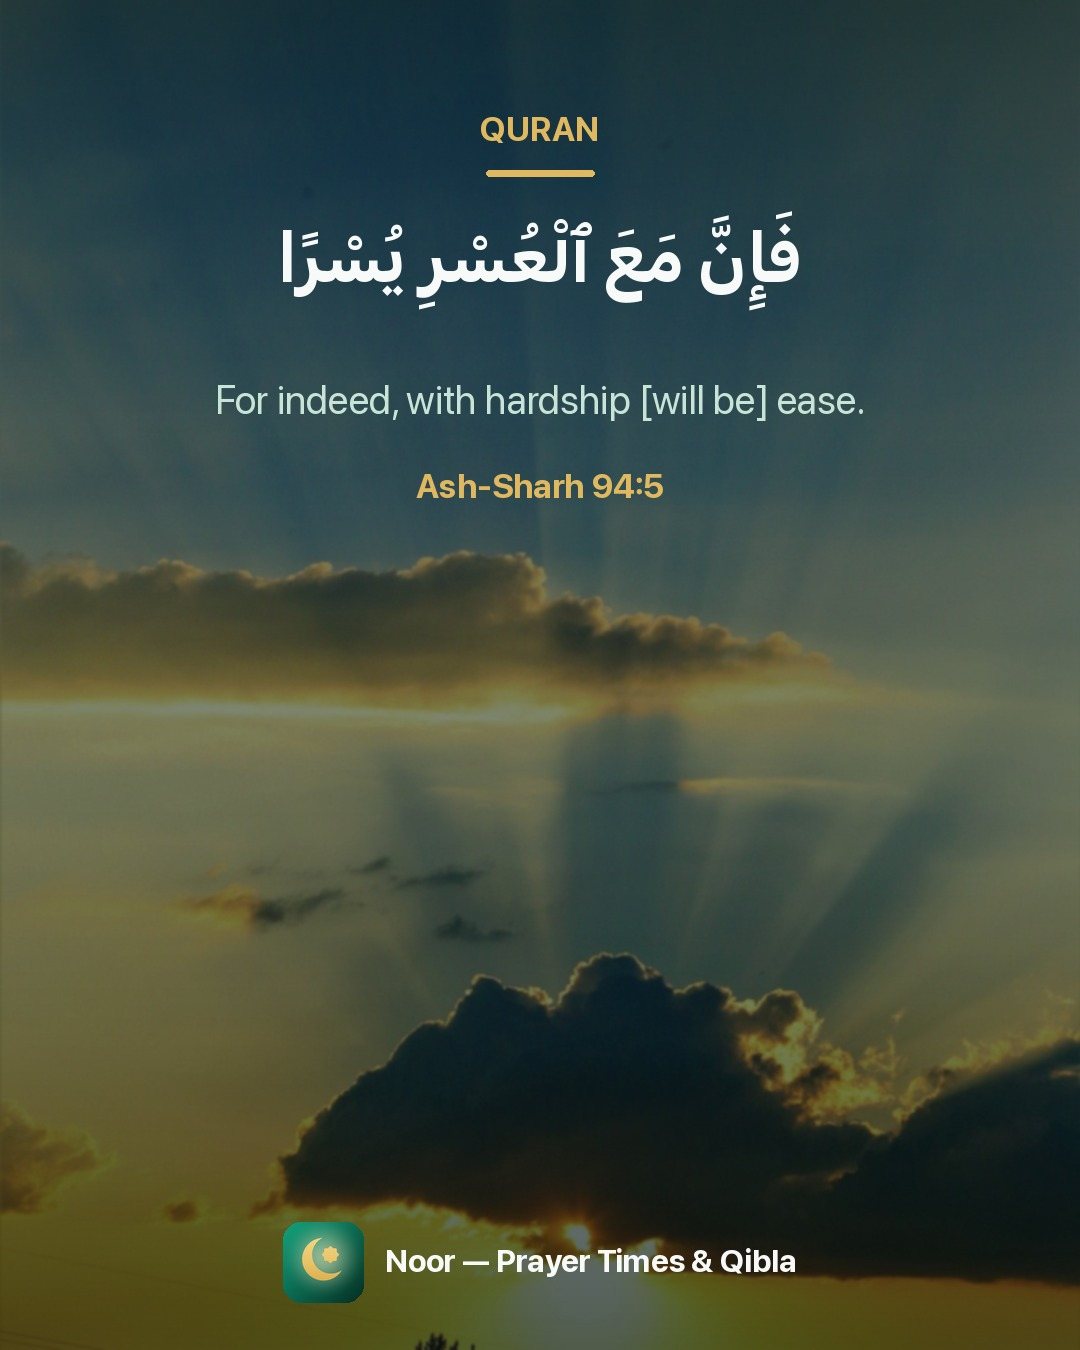 QURAN
فَإِنَّ مَعَ ٱلْعُسْرِ يُسْرًا
For indeed, with hardship [will be] ease.
Ash-Sharh 94:5
Noor — Prayer Times & Qibla